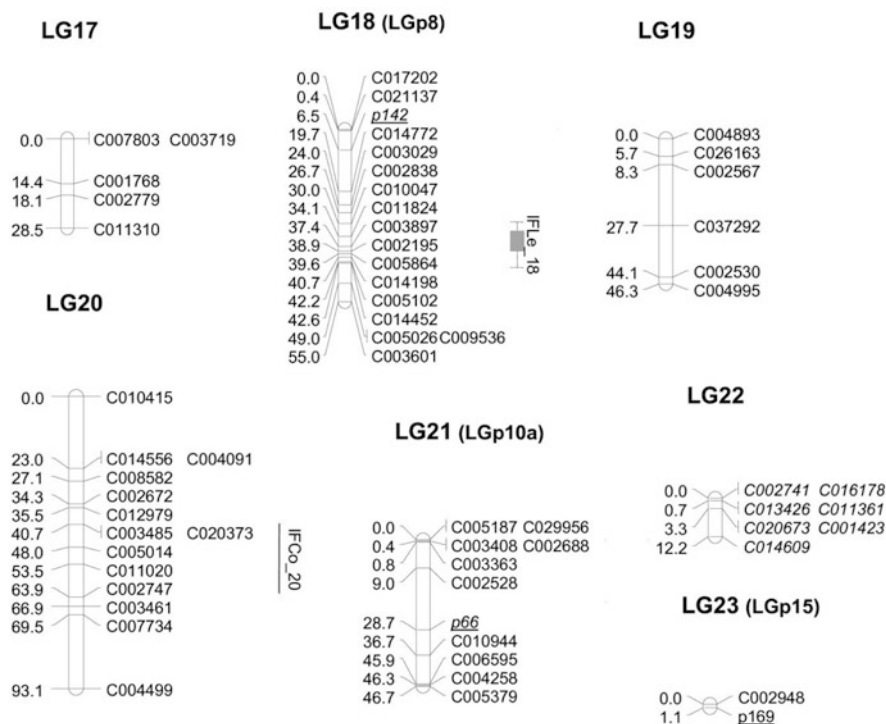 LG17
0.0 C007803 C003719
14.4 C001768
18.1 C002779
28.5 C011310
LG18 (LGp8)
0.0 C017202
0.4 C021137
6.5 p142
19.7 C014772
24.0 C003029
26.7 C002838
30.0 C010047
34.1 C011824
37.4 C003897
38.9 C002195
39.6 C005864
40.7 C014198
42.2 C005102
42.6 C014452
49.0 C005026 C009536
55.0 C003601
IFLe_18
LG19
0.0 C004893
5.7 C026163
8.3 C002567
27.7 C037292
44.1 C002530
46.3 C004995
LG20
0.0 C010415
23.0 C014556 C004091
27.1 C008582
34.3 C002672
35.5 C012979
40.7 C003485 C020373
48.0 C005014
53.5 C011020
63.9 C002747
66.9 C003461
69.5 C007734
93.1 C004499
IFCo_20
LG21 (LGp10a)
0.0 C005187 C029956
0.4 C003408 C002688
0.8 C003363
9.0 C002528
28.7 p66
36.7 C010944
45.9 C006595
46.3 C004258
46.7 C005379
LG22
0.0 C002741 C016178
0.7 C013426 C011361
3.3 C020673 C001423
12.2 C014609
LG23 (LGp15)
0.0 C002948
1.1 p169